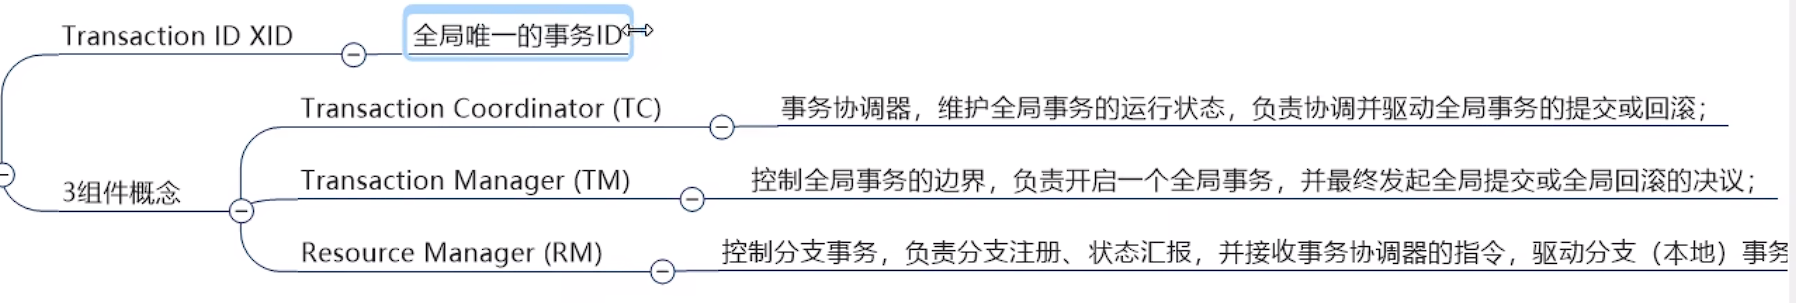 Transaction ID XID
全局唯一的事务ID
Transaction Coordinator (TC)
事务协调器，维护全局事务的运行状态，负责协调并驱动全局事务的提交或回滚；
3组件概念
Transaction Manager (TM)
控制全局事务的边界，负责开启一个全局事务，并最终发起全局提交或全局回滚的决议；
Resource Manager (RM)
控制分支事务，负责分支注册、状态汇报，并接收事务协调器的指令，驱动分支（本地）事务